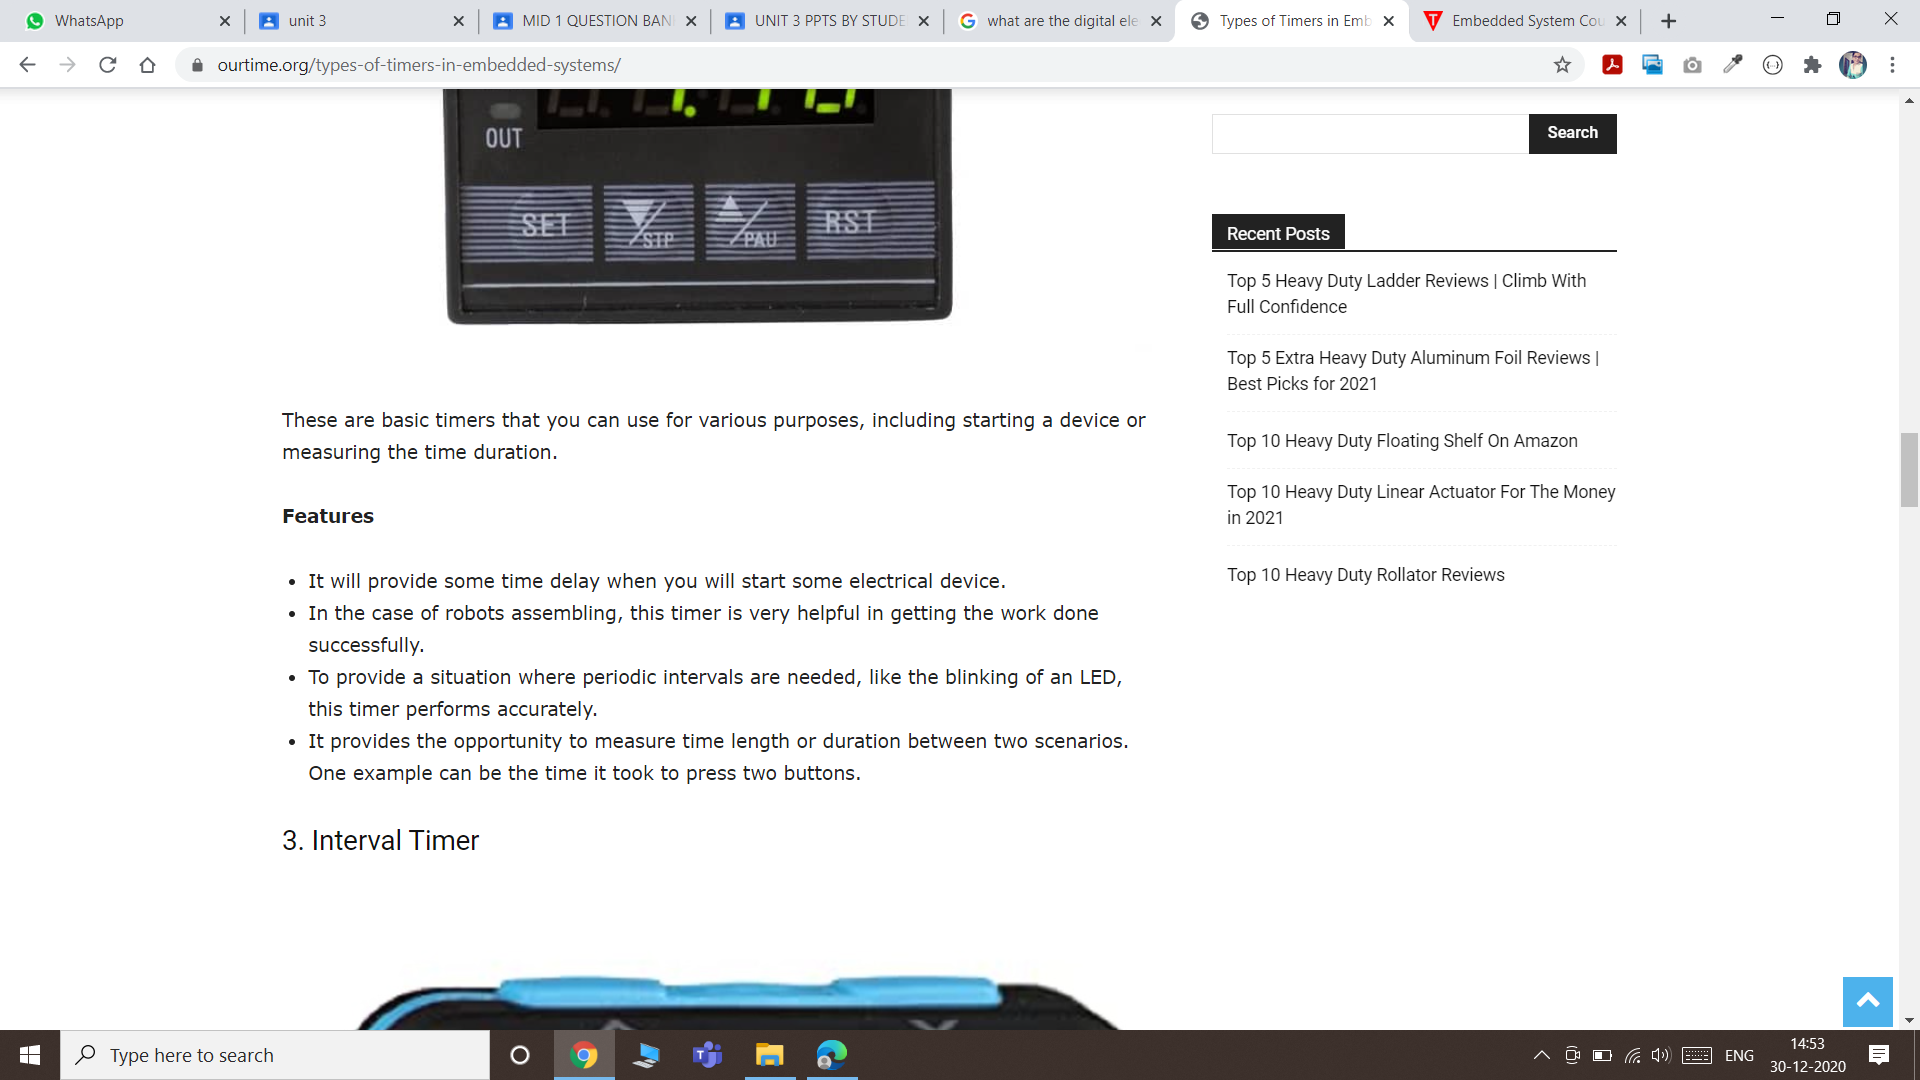 WhatsApp
unit 3
MID 1 QUESTION BAN
UNIT 3 PPTS BY STUDE
what are the digital ele
Types of Timers in Emb
Embedded System Cou
ourtime.org/types-of-timers-in-embedded-systems/
OUT
SET
STP
PAU
RST
Search
Recent Posts
Top 5 Heavy Duty Ladder Reviews | Climb With
Full Confidence
Top 5 Extra Heavy Duty Aluminum Foil Reviews |
Best Picks for 2021
Top 10 Heavy Duty Floating Shelf On Amazon
Top 10 Heavy Duty Linear Actuator For The Money
in 2021
Top 10 Heavy Duty Rollator Reviews
These are basic timers that you can use for various purposes, including starting a device or
measuring the time duration.
Features
• It will provide some time delay when you will start some electrical device.
• In the case of robots assembling, this timer is very helpful in getting the work done
successfully.
• To provide a situation where periodic intervals are needed, like the blinking of an LED,
this timer performs accurately.
• It provides the opportunity to measure time length or duration between two scenarios.
One example can be the time it took to press two buttons.
3. Interval Timer
Type here to search
ENG
14:53
30-12-2020